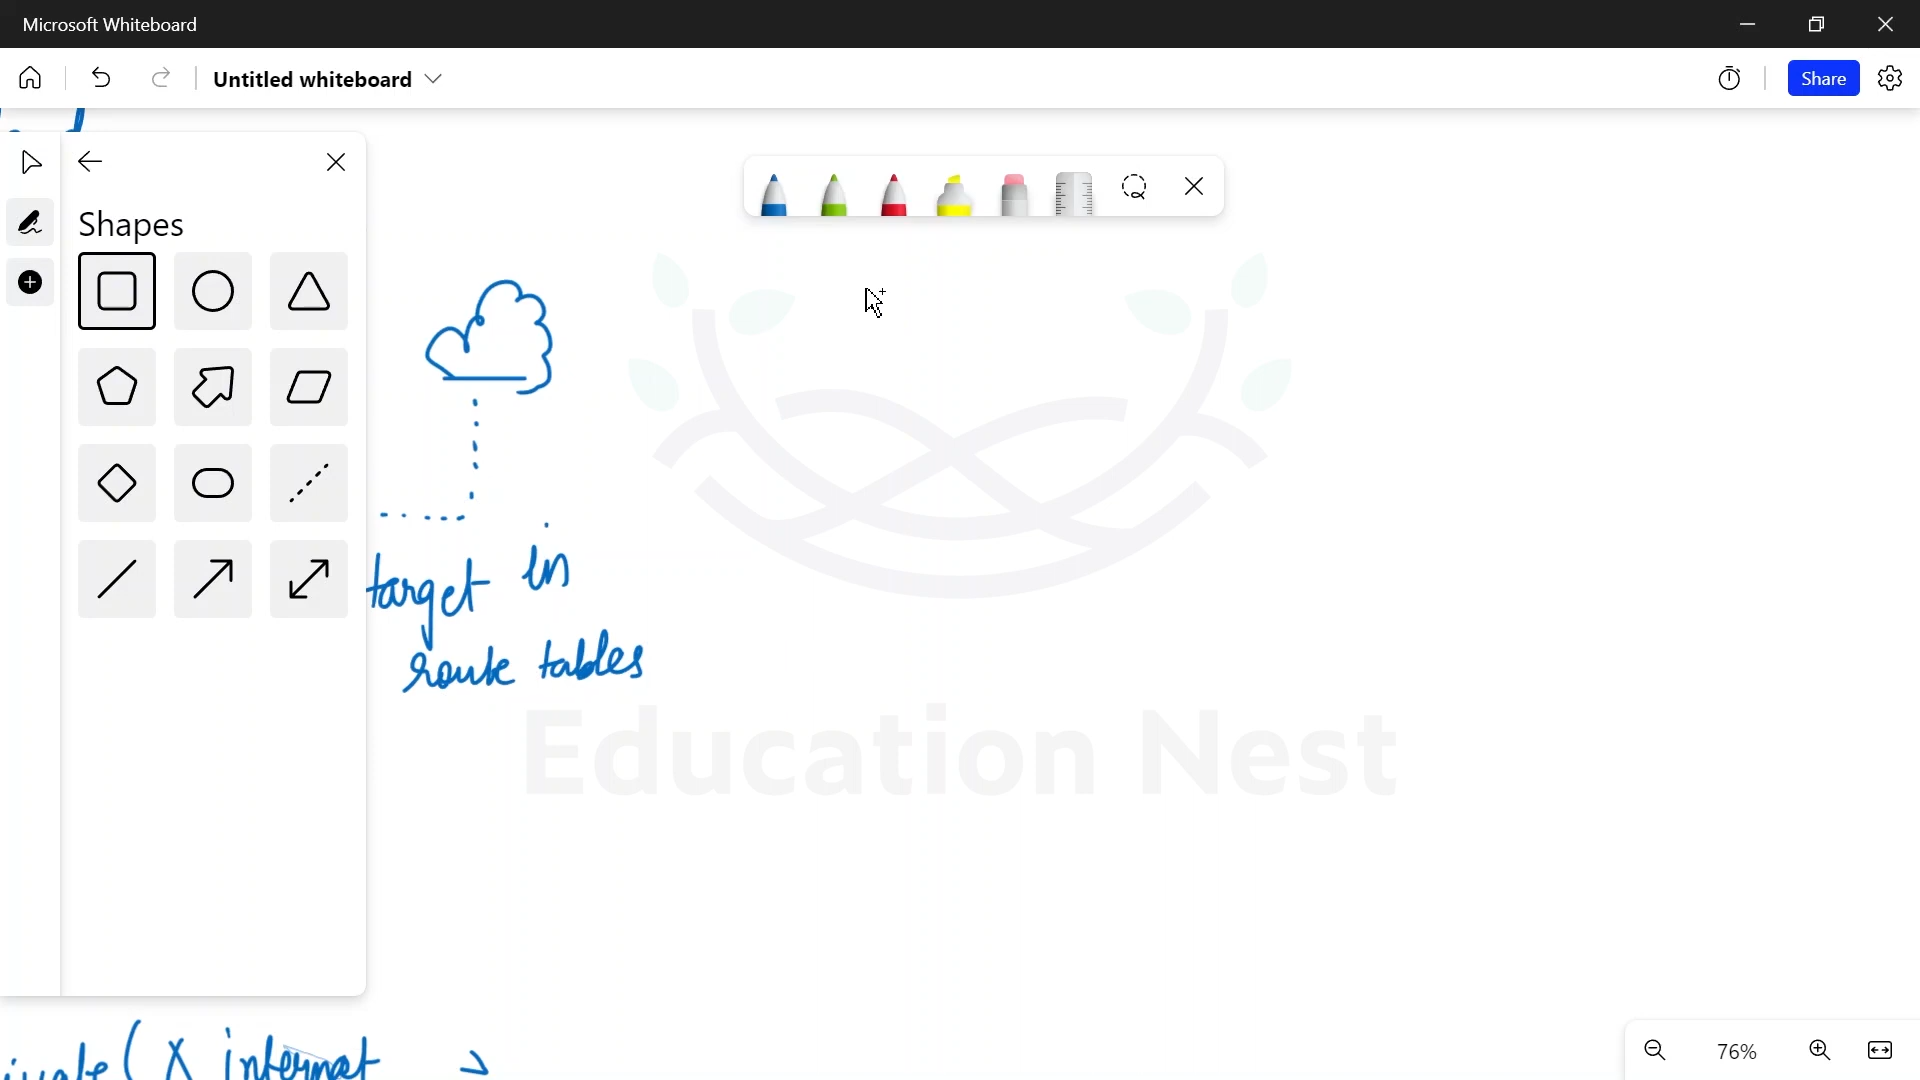 Microsoft Whiteboard
Untitled whiteboard
Share
Shapes
target in
route tables
Education Nest
( X internet
76%